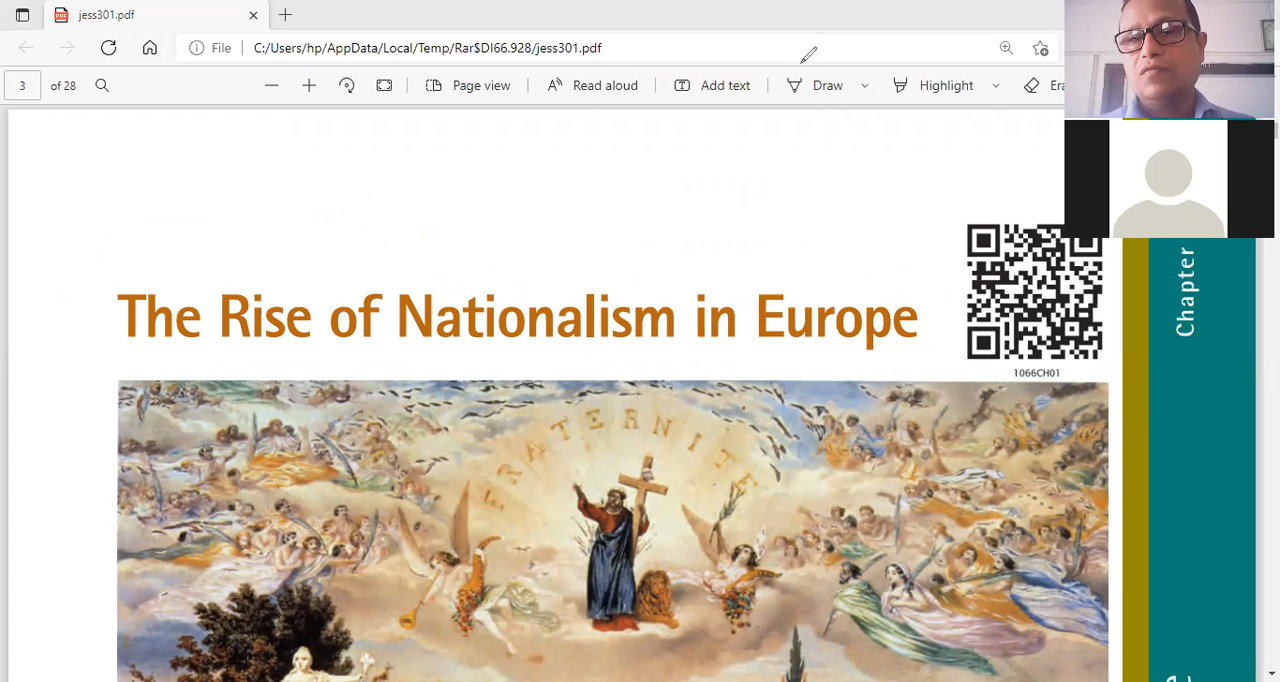 jess301.pdf
File
C:/Users/hp/AppData/Local/Temp/Rar$DI66.928/jess301.pdf
3 of 28
Page view
Read aloud
Add text
Draw
Highlight
Era
The Rise of Nationalism in Europe
1066CH01
Chapter
FRATERNITE